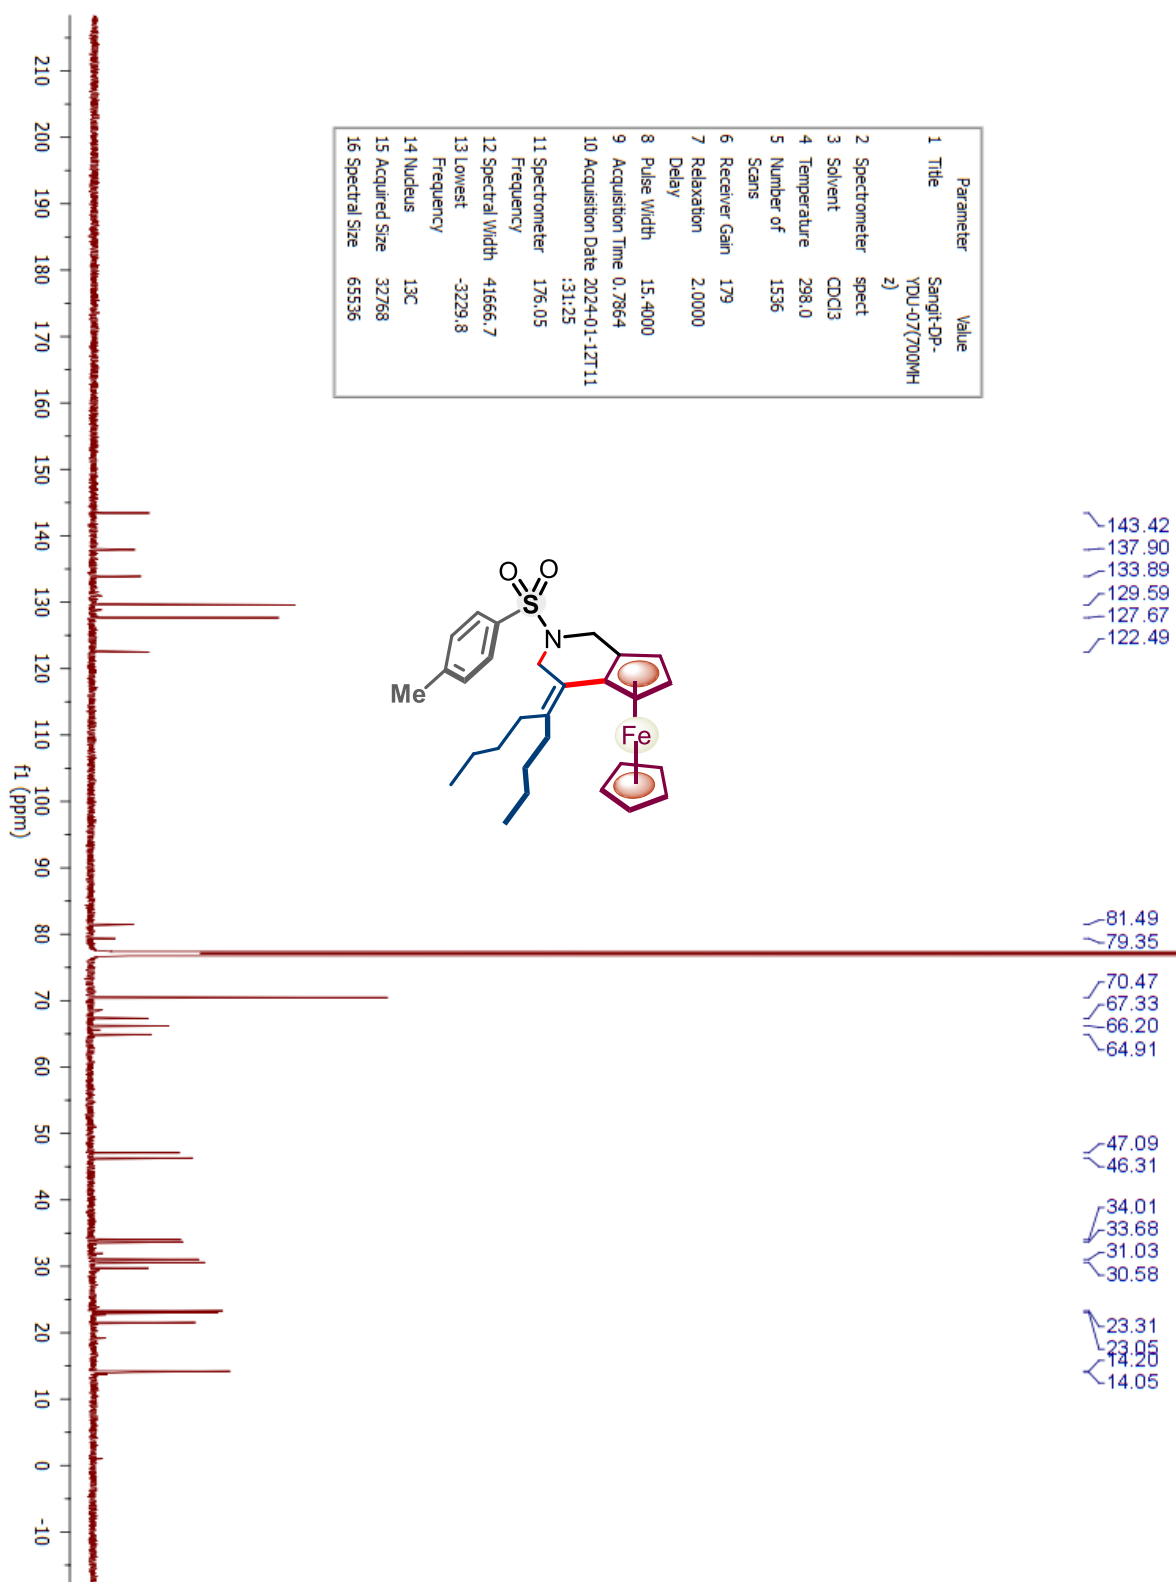 Parameter Value
1 Title Sangit-DP-
YDU-07(700MH
z)
2 Spectrometer spect
3 Solvent CDCl3
4 Temperature 298.0
5 Number of 1536
Scans
6 Receiver Gain 179
7 Relaxation 2.0000
Delay
8 Pulse Width 15.4000
9 Acquisition Time 0.7864
10 Acquisition Date 2024-01-12T11
:31:25
11 Spectrometer 176.05
Frequency
12 Spectral Width 41666.7
13 Lowest -3229.8
Frequency
14 Nucleus 13C
15 Acquired Size 32768
16 Spectral Size 65536
143.42
137.90
133.89
129.59
127.67
122.49
81.49
79.35
70.47
67.33
66.20
64.91
47.09
46.31
34.01
33.68
31.03
30.58
23.31
23.05
14.20
14.05
O O
S
N
Me
Fe
210 200 190 180 170 160 150 140 130 120 110 100 90 80 70 60 50 40 30 20 10 0 -10
f1 (ppm)